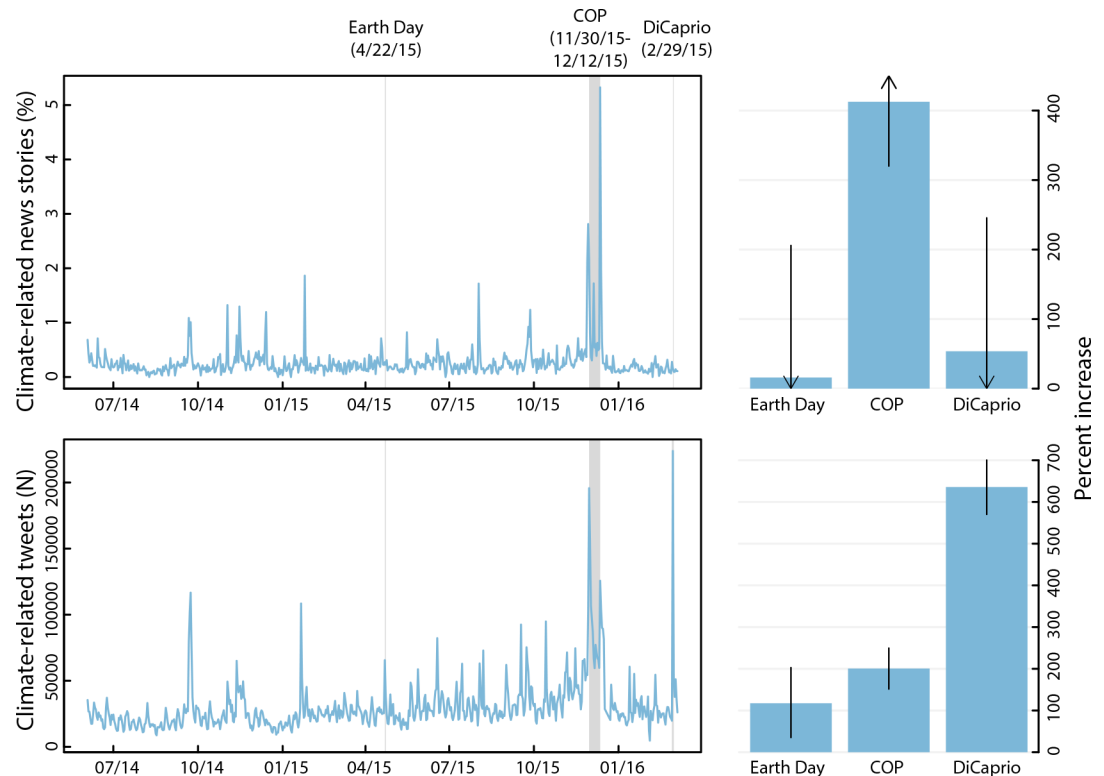 Earth Day
(4/22/15)
COP
(11/30/15-
12/12/15)
DiCaprio
(2/29/15)
Climate-related news stories (%)
5
4
3
2
1
0
07/14 10/14 01/15 04/15 07/15 10/15 01/16
400
300
200
100
0
Earth Day COP DiCaprio
Percent increase
Climate-related tweets (N)
200000
150000
100000
50000
0
07/14 10/14 01/15 04/15 07/15 10/15 01/16
700
600
500
400
300
200
100
0
Earth Day COP DiCaprio